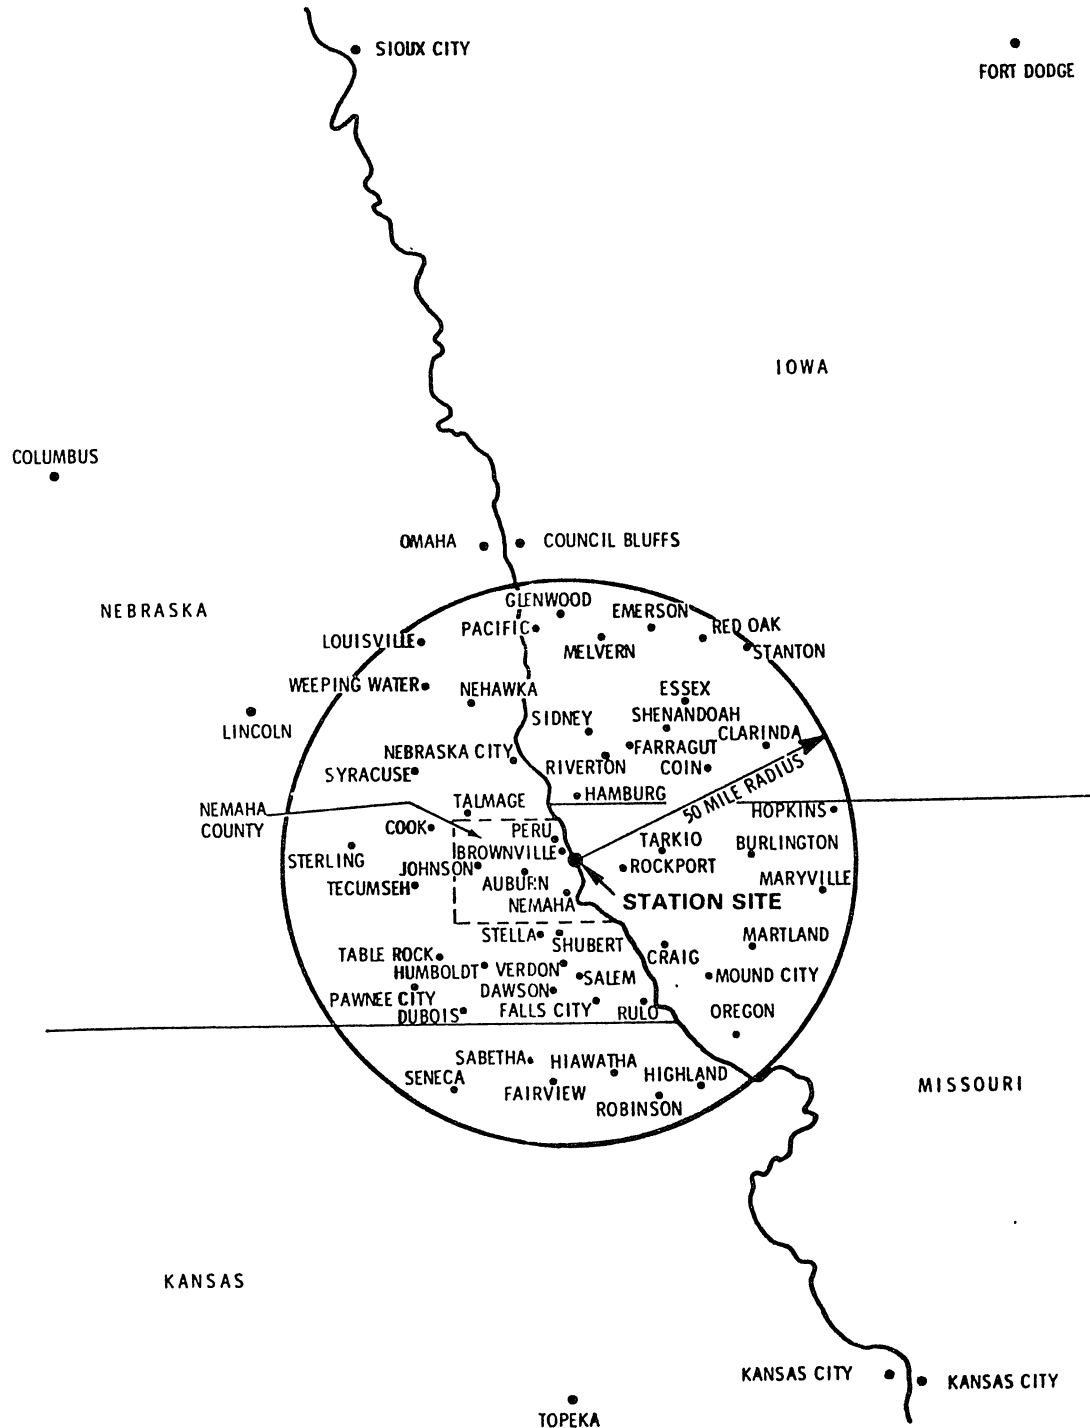 SIOUX CITY
FORT DODGE
IOWA
COLUMBUS
OMAHA
COUNCIL BLUFFS
NEBRASKA
GLENWOOD
EMERSON
PACIFIC
RED OAK
LOUISVILLE
MELVERN
STANTON
WEEPING WATER
NEHAWKA
ESSEX
SIDNEY
SHENANDOAH
LINCOLN
CLARINDA
NEBRASKA CITY
FARRAGUT
SYRACUSE
RIVERTON
COIN
50 MILE RADIUS
HAMBURG
TALMAGE
HOPKINS
NEMAHA
COUNTY
COOK
PERU
TARKIO
BURLINGTON
BROWNVILLE
STERLING
JOHNSON
ROCKPORT
TECUMSEH
AUBURN
MARYVILLE
NEMAHA
STATION SITE
STELLA
SHUBERT
MARTLAND
TABLE ROCK
CRAIG
HUMBOLDT
VERDON
SALEM
MOUND CITY
PAWNEE CITY
DAWSON
DUBOIS
FALLS CITY
RULO
OREGON
SABETHA
HIAWATHA
SENECA
FAIRVIEW
HIGHLAND
ROBINSON
MISSOURI
KANSAS
KANSAS CITY
KANSAS CITY
TOPEKA